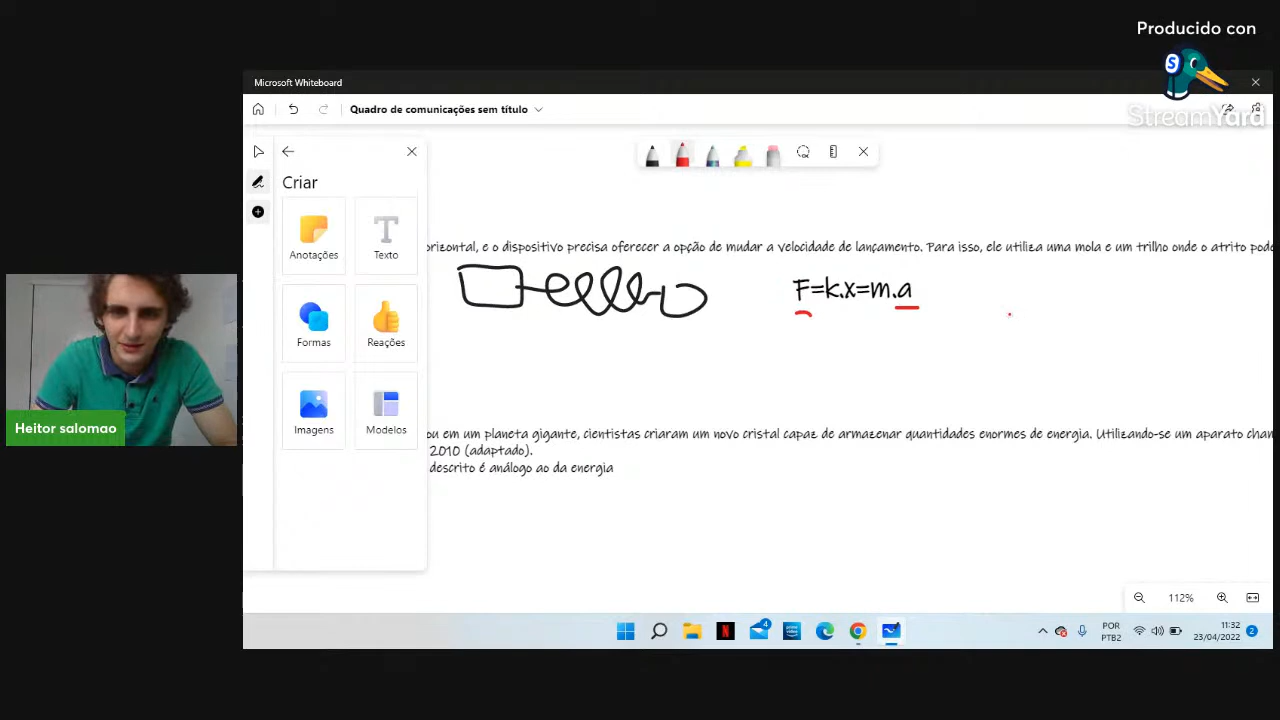 Producido con
StreamYard
Microsoft Whiteboard
Quadro de comunicações sem título
Criar
Anotações
Texto
Formas
Reações
Imagens
Modelos
orizontal, e o dispositivo precisa oferecer a opção de mudar a velocidade de lançamento. Para isso, ele utiliza uma mola e um trilho onde o atrito pode
F=k.x=m.a
ou em um planeta gigante, cientistas criaram um novo cristal capaz de armazenar quantidades enormes de energia. Utilizando-se um aparato cham
2010 (adaptado).
descrito é análogo ao da energia
Heitor salomao
112%
4
POR
PTB2
11:32
23/04/2022
2